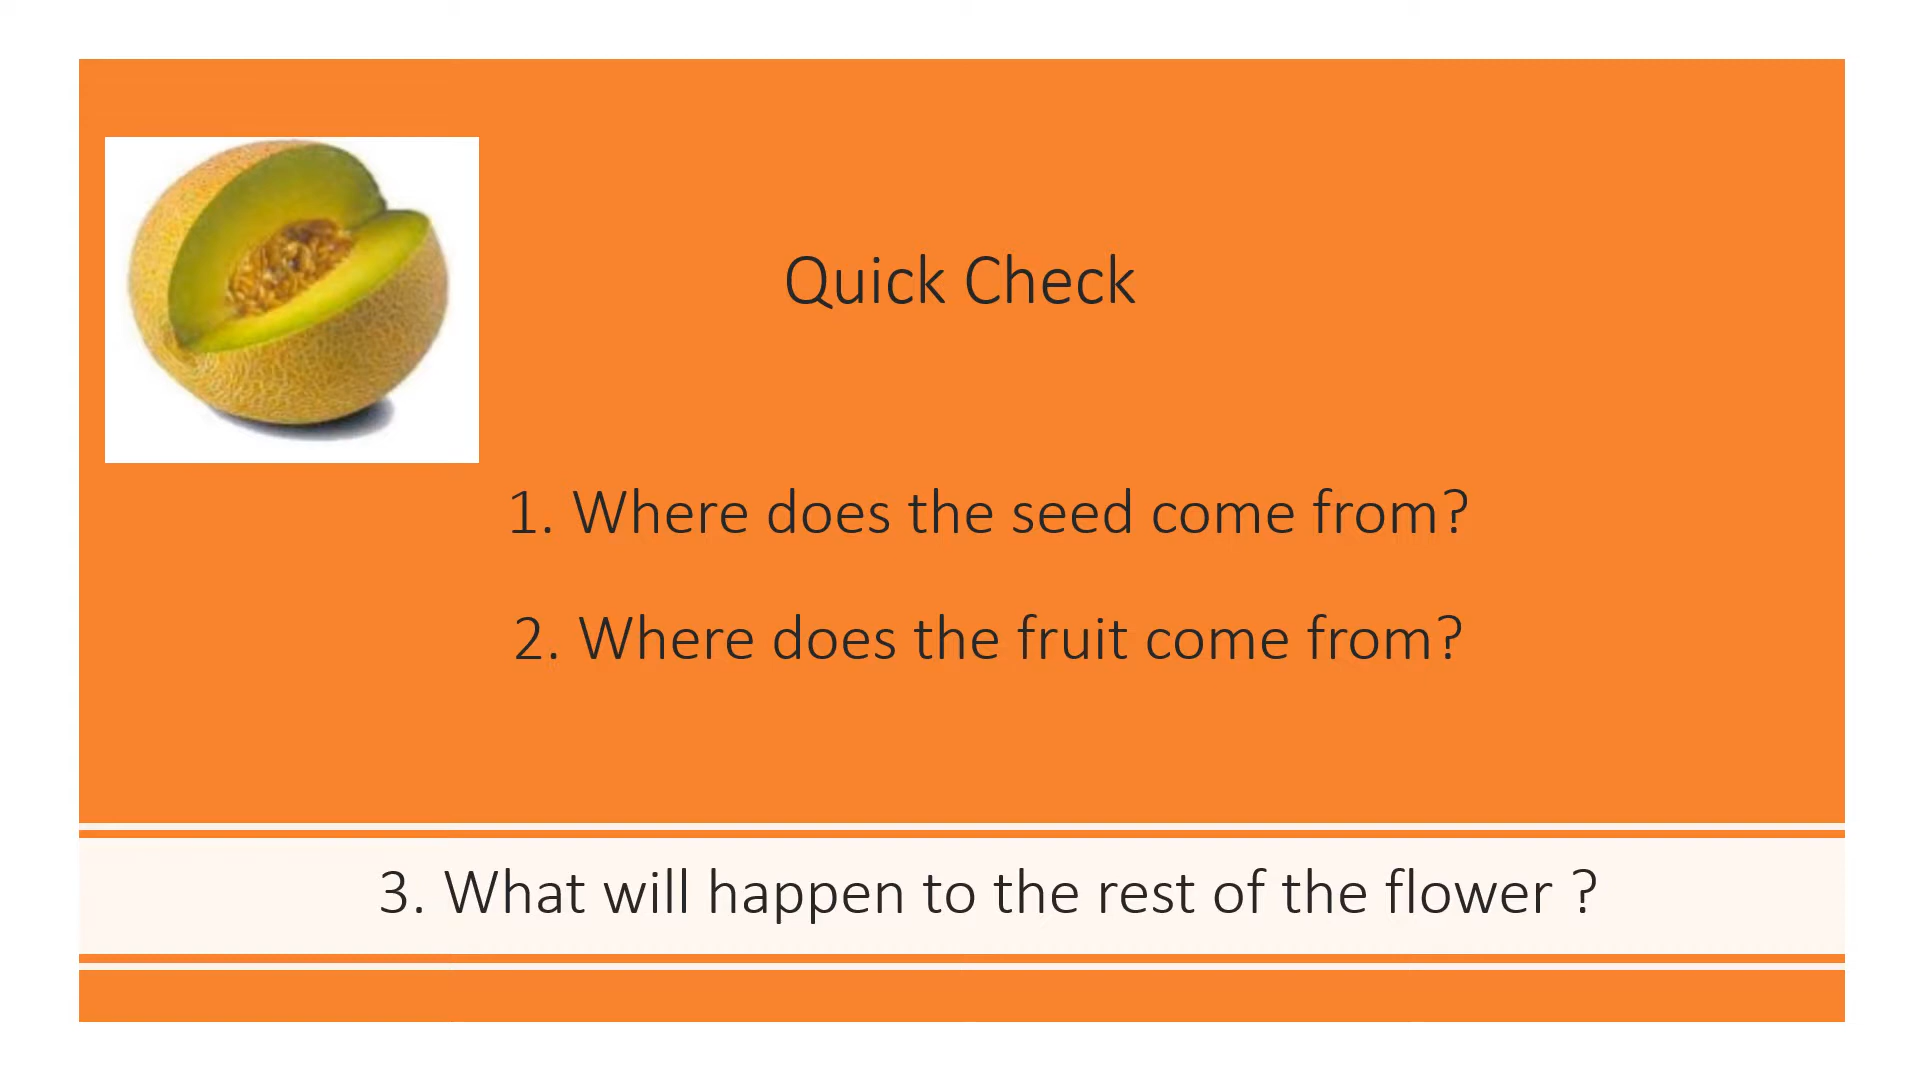 Quick Check
1. Where does the seed come from?
2. Where does the fruit come from?
3. What will happen to the rest of the flower ?